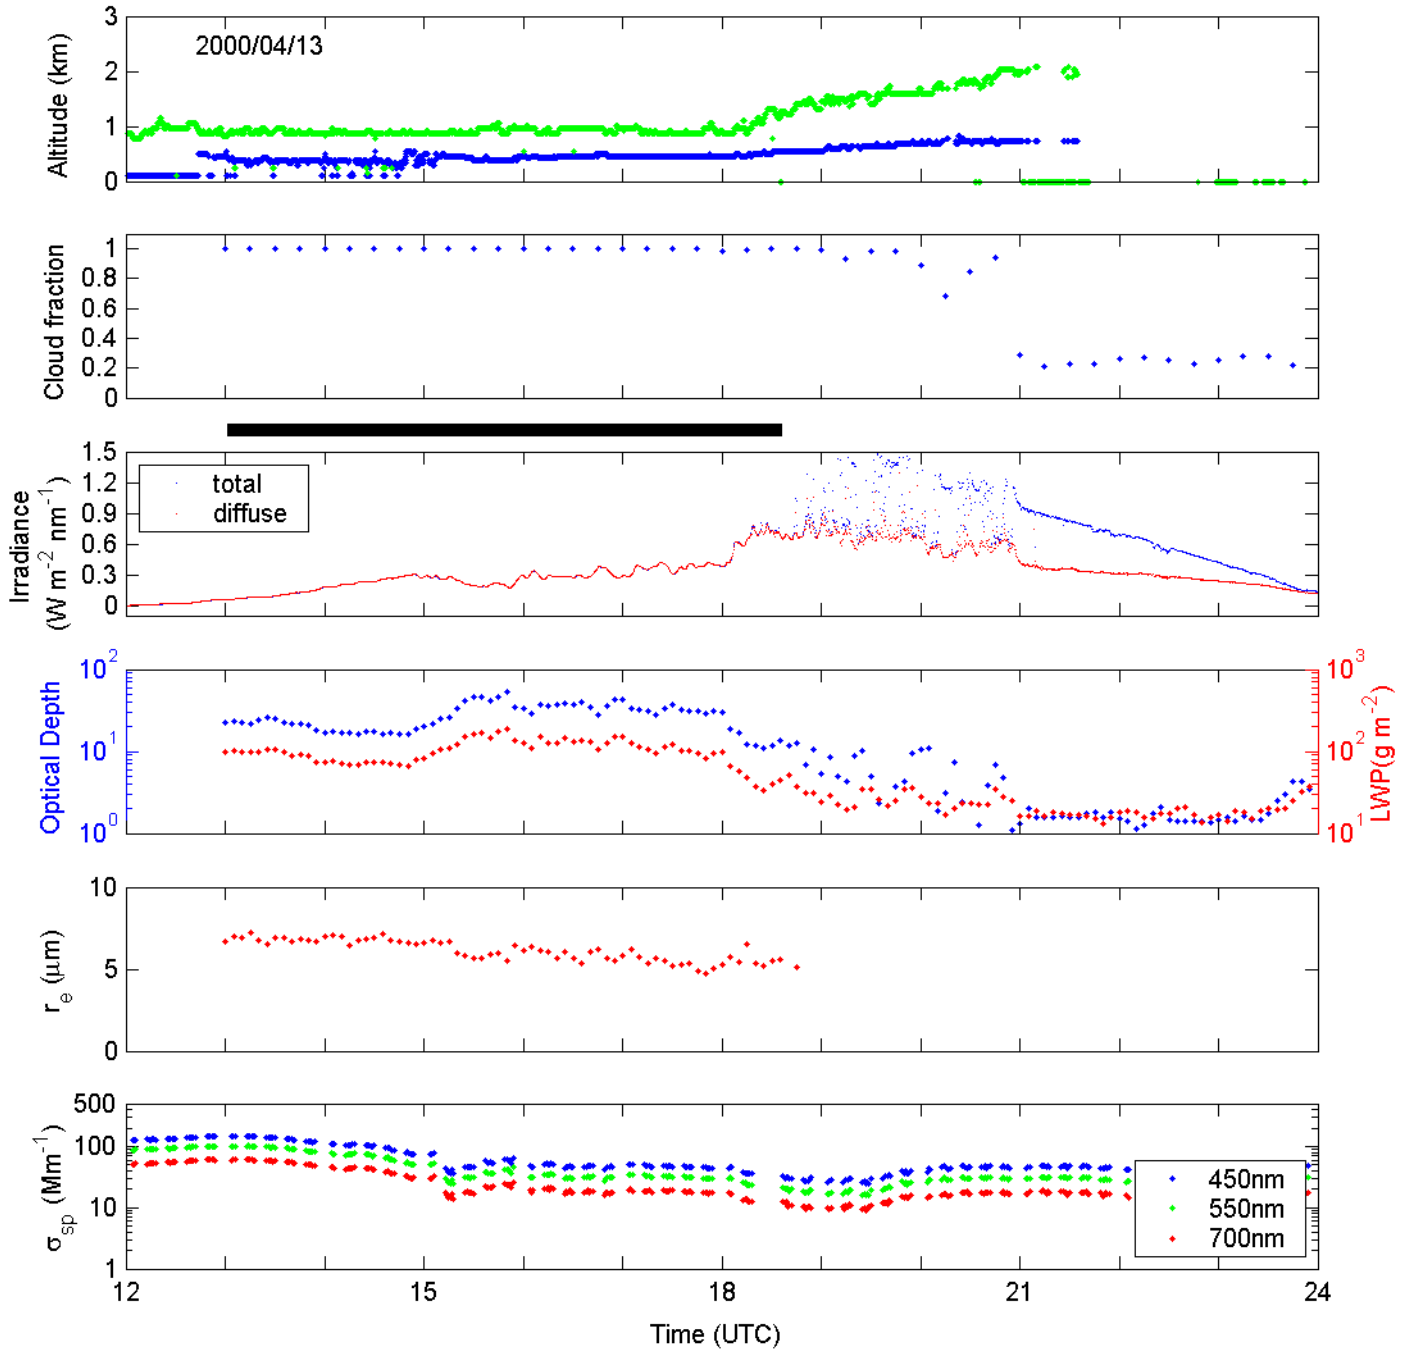 3
2
1
0
Altitude (km)
2000/04/13
1
0.8
0.6
0.4
0.2
0
Cloud fraction
1.5
1.2
0.9
0.6
0.3
0
Irradiance
(W m-2 nm-1)
total
diffuse
10^2
10^1
10^0
Optical Depth
10^3
10^2
10^1
LWP(g m-2)
10
5
0
r_e (μm)
500
100
10
1
σ_sp (Mm-1)
450nm
550nm
700nm
12
15
18
21
24
Time (UTC)